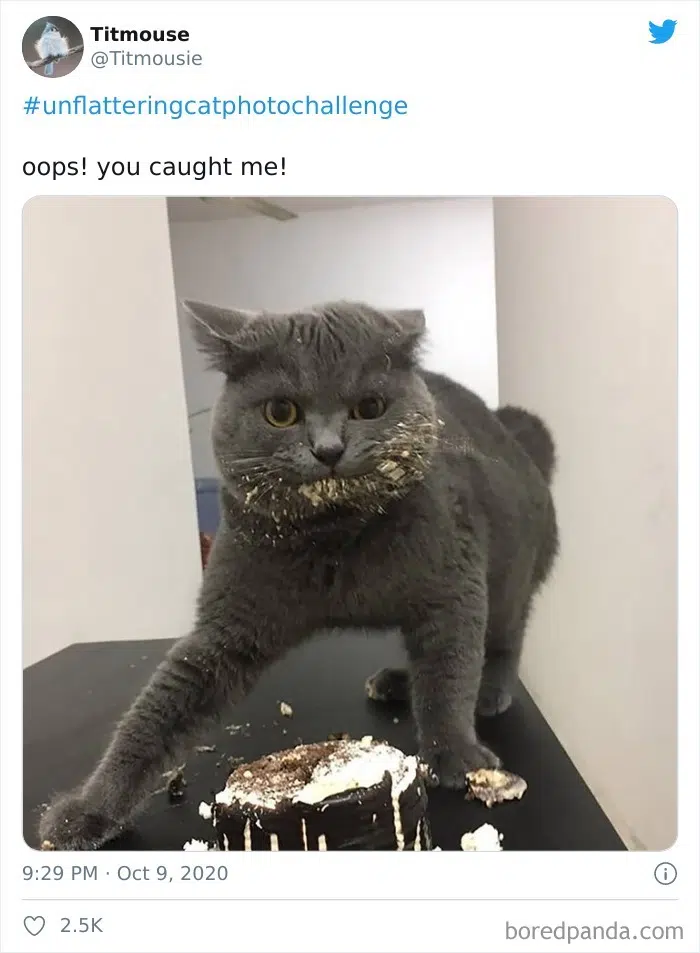 Titmouse
@Titmousie
#unflatteringcatphotochallenge
oops! you caught me!
9:29 PM · Oct 9, 2020
2.5K
boredpanda.com